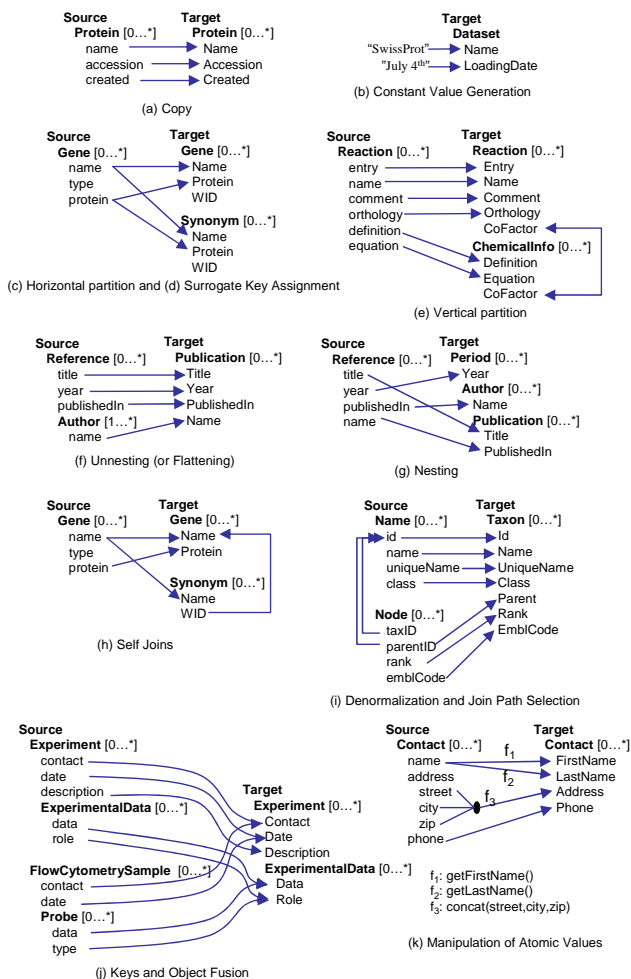 Source Target
Protein [0…*] Protein [0…*]
name Name
accession Accession
created Created
(a) Copy
Target
Dataset
"SwissProt" Name
"July 4th" LoadingDate
(b) Constant Value Generation
Source Target
Gene [0…*] Gene [0…*]
name Name
type Protein
protein WID
Synonym [0…*]
Name
Protein
WID
(c) Horizontal partition and (d) Surrogate Key Assignment
Source Target
Reaction [0…*] Reaction [0…*]
entry Entry
name Name
comment Comment
orthology Orthology
definition CoFactor
equation ChemicalInfo [0…*]
Definition
Equation
CoFactor
(e) Vertical partition
Source Target
Reference [0…*] Publication [0…*]
title Title
year Year
publishedIn PublishedIn
Author [1…*] Name
name
(f) Unnesting (or Flattening)
Source Target
Reference [0…*] Period [0…*]
title Year
year Author [0…*]
publishedIn Name
name Publication [0…*]
Title
PublishedIn
(g) Nesting
Source Target
Gene [0…*] Gene [0…*]
name Name
type Protein
protein
Synonym [0…*]
Name
WID
(h) Self Joins
Source Target
Name [0…*] Taxon [0…*]
id Id
name Name
uniqueName UniqueName
class Class
Parent
Node [0…*] Rank
taxID EmblCode
parentID
rank
emblCode
(i) Denormalization and Join Path Selection
Source
Experiment [0…*]
contact
date
description
ExperimentalData [0…*]
data
role
FlowCytometrySample [0…*]
contact
date
Probe [0…*]
data
type
Target
Experiment [0…*]
Contact
Date
Description
ExperimentalData [0…*]
Data
Role
(j) Keys and Object Fusion
Source Target
Contact [0…*] Contact [0…*]
name f1 FirstName
address f2 LastName
street f3 Address
city Phone
zip
phone
f1: getFirstName()
f2: getLastName()
f3: concat(street,city,zip)
(k) Manipulation of Atomic Values